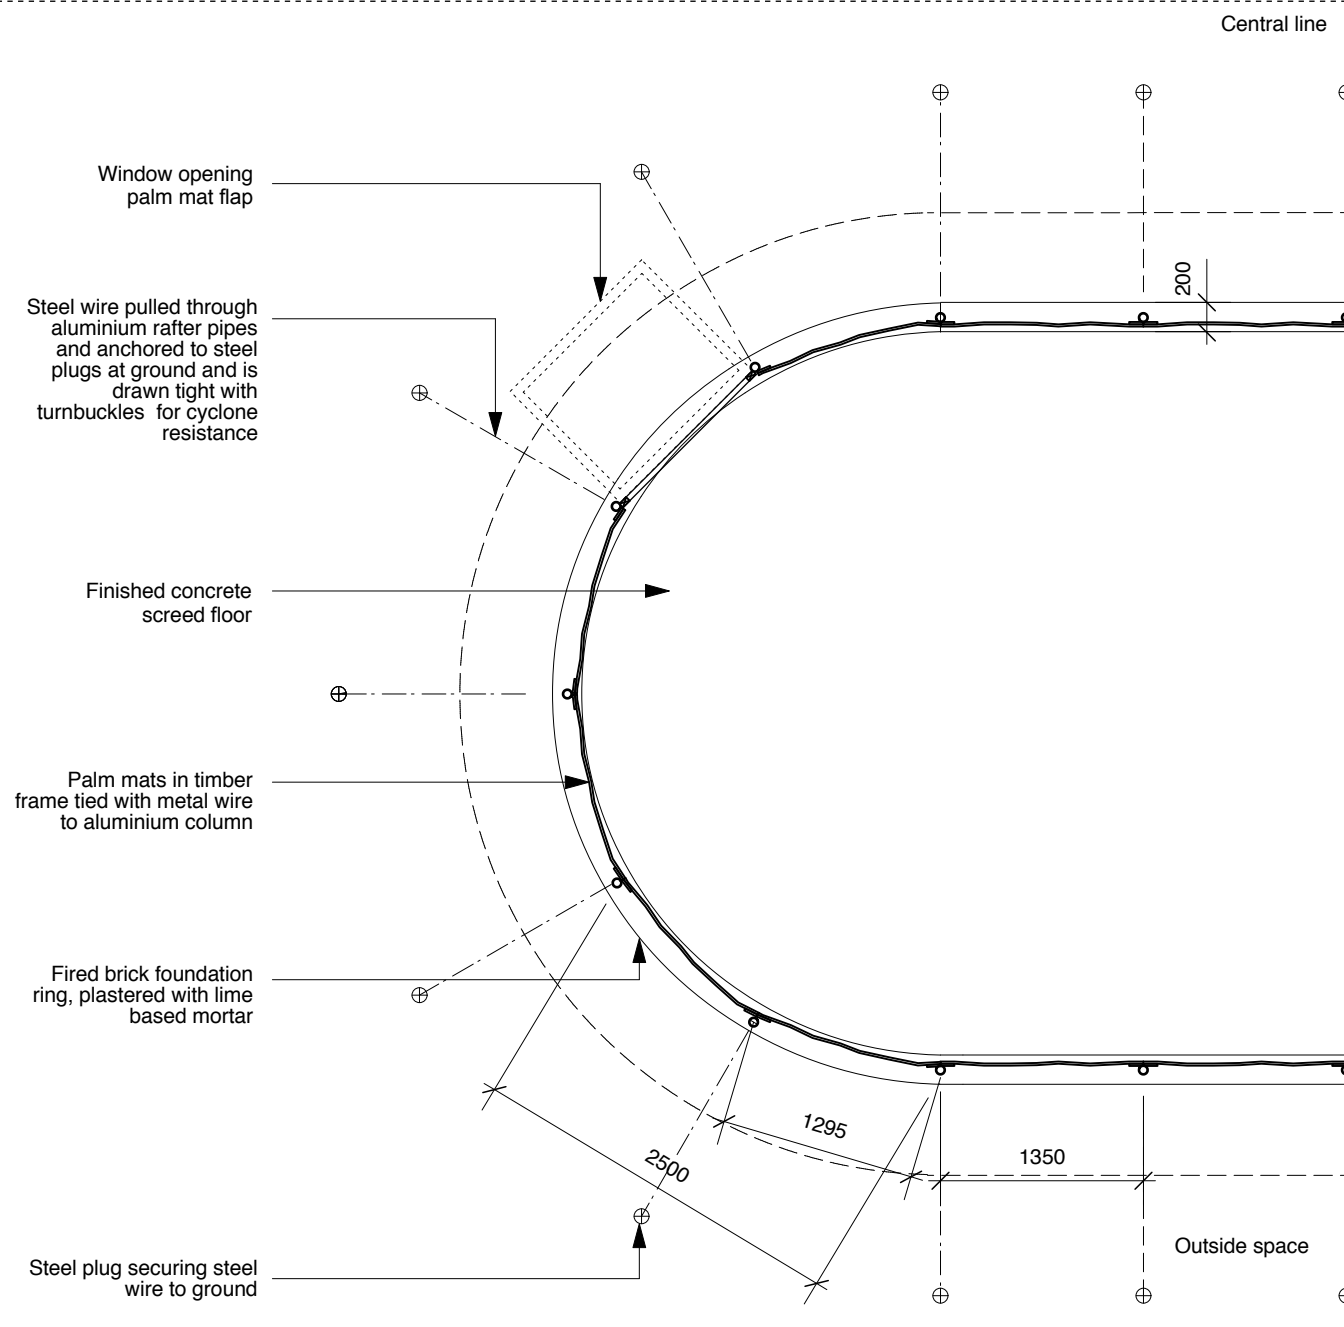 Central line
Window opening
palm mat flap
200
Steel wire pulled through
aluminium rafter pipes
and anchored to steel
plugs at ground and is
drawn tight with
turnbuckles for cyclone
resistance
Finished concrete
screed floor
Palm mats in timber
frame tied with metal wire
to aluminium column
Fired brick foundation
ring, plastered with lime
based mortar
1295
2500
1350
Outside space
Steel plug securing steel
wire to ground